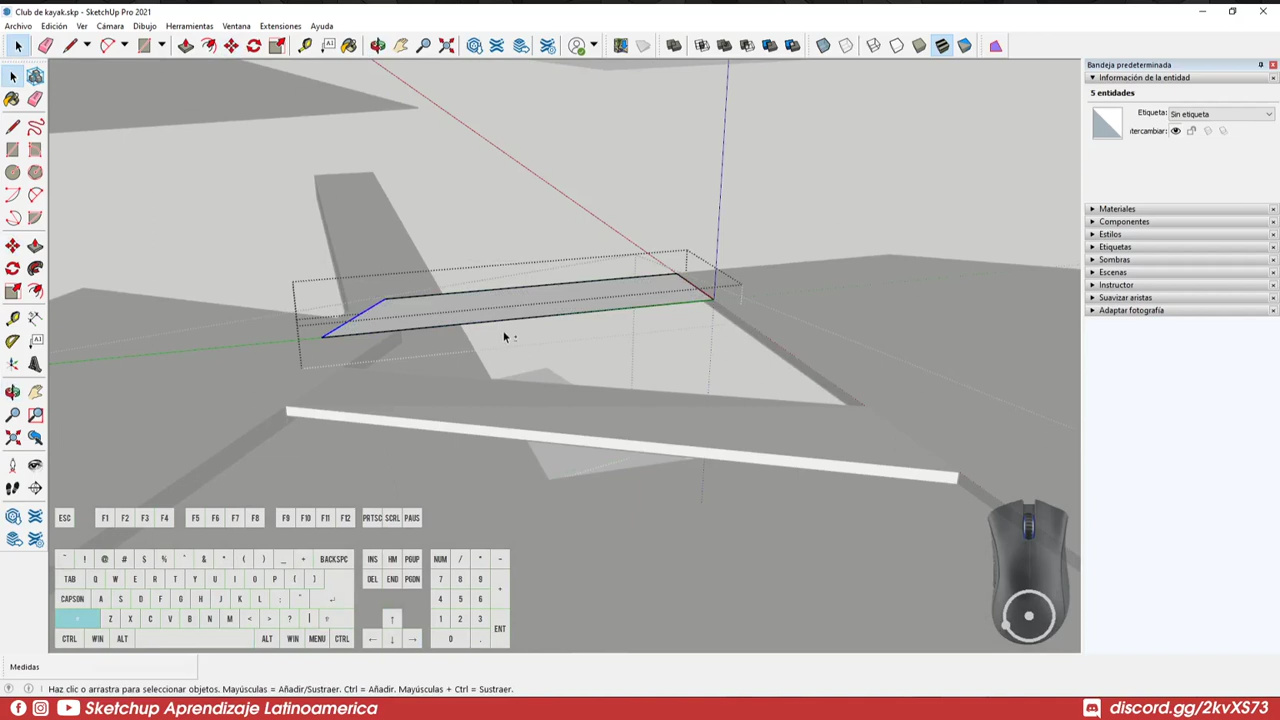 Club de kayak.skp - SketchUp Pro 2021
Archivo Edición Ver Cámara Dibujo Herramientas Ventana Extensiones Ayuda
Bandeja predeterminada
Información de la entidad
5 entidades
Etiqueta: Sin etiqueta
ntercambiar:
Materiales
Componentes
Estilos
Etiquetas
Sombras
Escenas
Instructor
Suavizar aristas
Adaptar fotografía
ESC F1 F2 F3 F4 F5 F6 F7 F8 F9 F10 F11 F12 PRTSC SCRL PAUS
~ ! @ # $ % ^ & ( ) _ + BACKSPC INS HM PGUP NUM / * -
TAB Q W E R T Y U I O P [ ] DEL END PGDN 7 8 9 +
CAPSON A S D F G H J K L : 4 5 6
Z X C V B N M < > ? 1 2 3 ENT
CTRL WIN ALT ALT WIN MENU CTRL 0 .
Medidas
Haz clic o arrastra para seleccionar objetos. Mayúsculas = Añadir/Sustraer. Ctrl = Añadir. Mayúsculas + Ctrl = Sustraer.
Sketchup Aprendizaje Latinoamerica discord.gg/2kvXS73